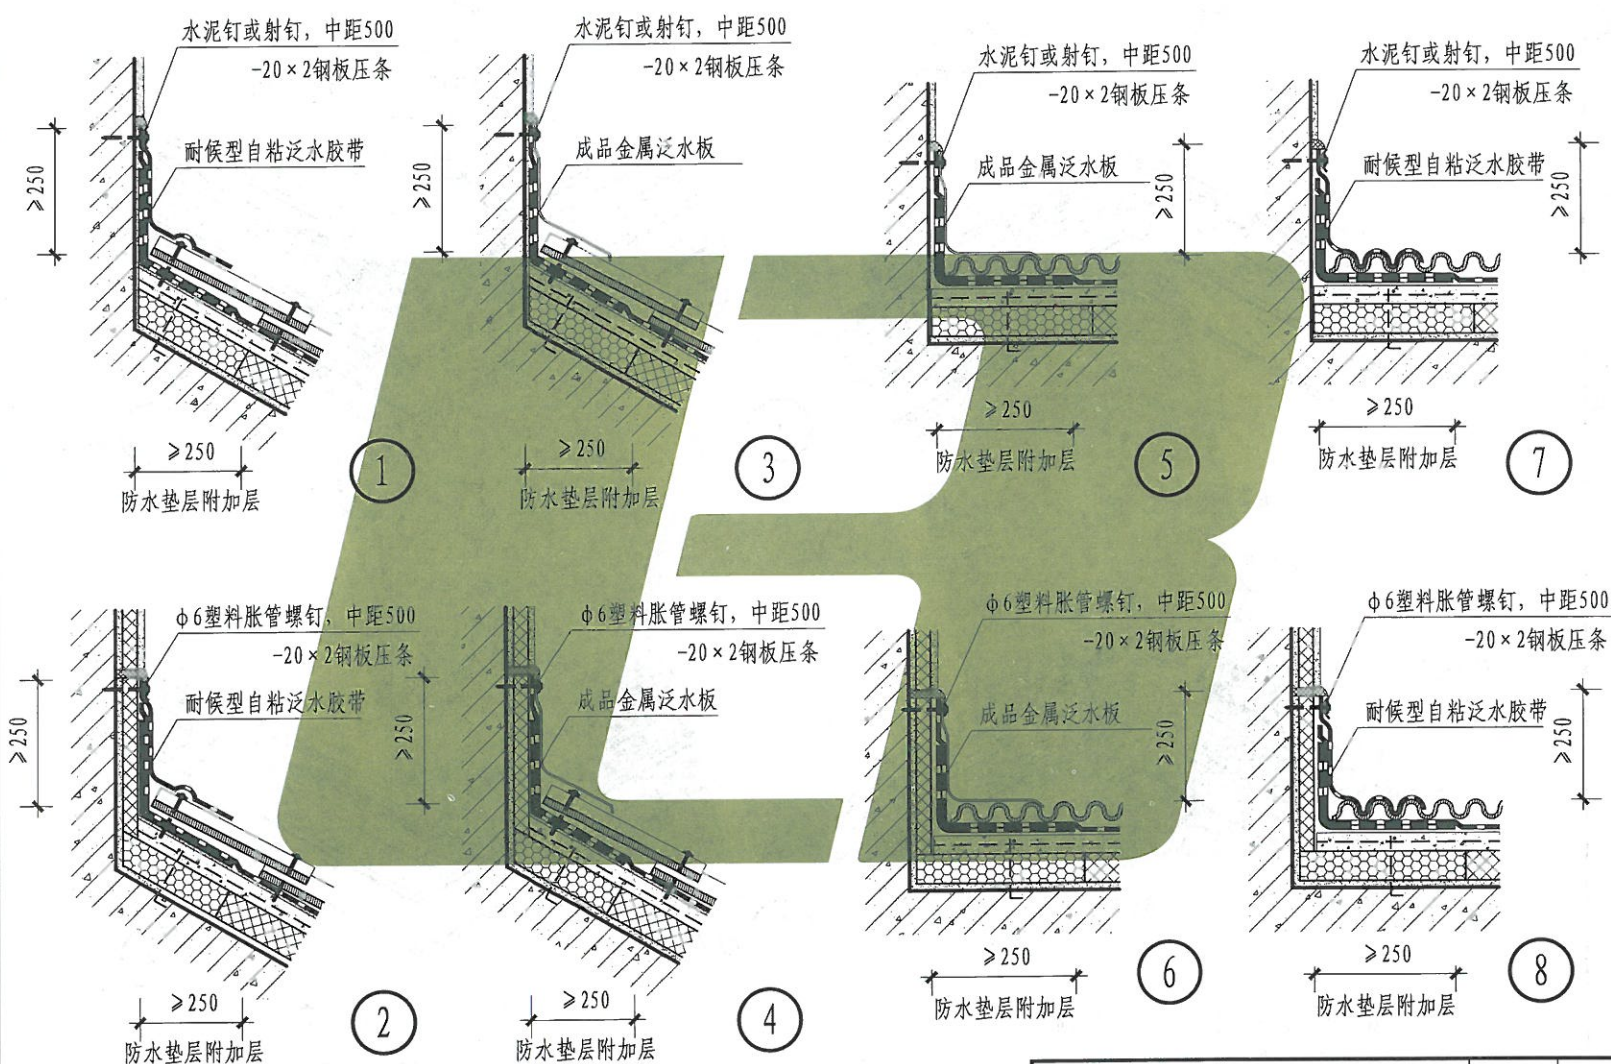 水泥钉或射钉，中距500
-20×2钢板压条
耐候型自粘泛水胶带
≥250
≥250
防水垫层附加层
1
水泥钉或射钉，中距500
-20×2钢板压条
成品金属泛水板
≥250
≥250
防水垫层附加层
3
水泥钉或射钉，中距500
-20×2钢板压条
成品金属泛水板
≥250
≥250
防水垫层附加层
5
水泥钉或射钉，中距500
-20×2钢板压条
耐候型自粘泛水胶带
≥250
≥250
防水垫层附加层
7
φ6塑料胀管螺钉，中距500
-20×2钢板压条
耐候型自粘泛水胶带
≥250
≥250
防水垫层附加层
2
φ6塑料胀管螺钉，中距500
-20×2钢板压条
成品金属泛水板
≥250
≥250
防水垫层附加层
4
φ6塑料胀管螺钉，中距500
-20×2钢板压条
成品金属泛水板
≥250
≥250
防水垫层附加层
6
φ6塑料胀管螺钉，中距500
-20×2钢板压条
耐候型自粘泛水胶带
≥250
≥250
防水垫层附加层
8